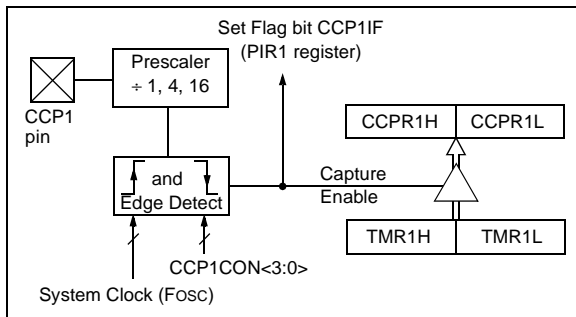 Set Flag bit CCP1IF
(PIR1 register)
Prescaler
÷ 1, 4, 16
CCP1
pin
CCPR1H
CCPR1L
and
Edge Detect
Capture
Enable
TMR1H
TMR1L
CCP1CON<3:0>
System Clock (FOSC)